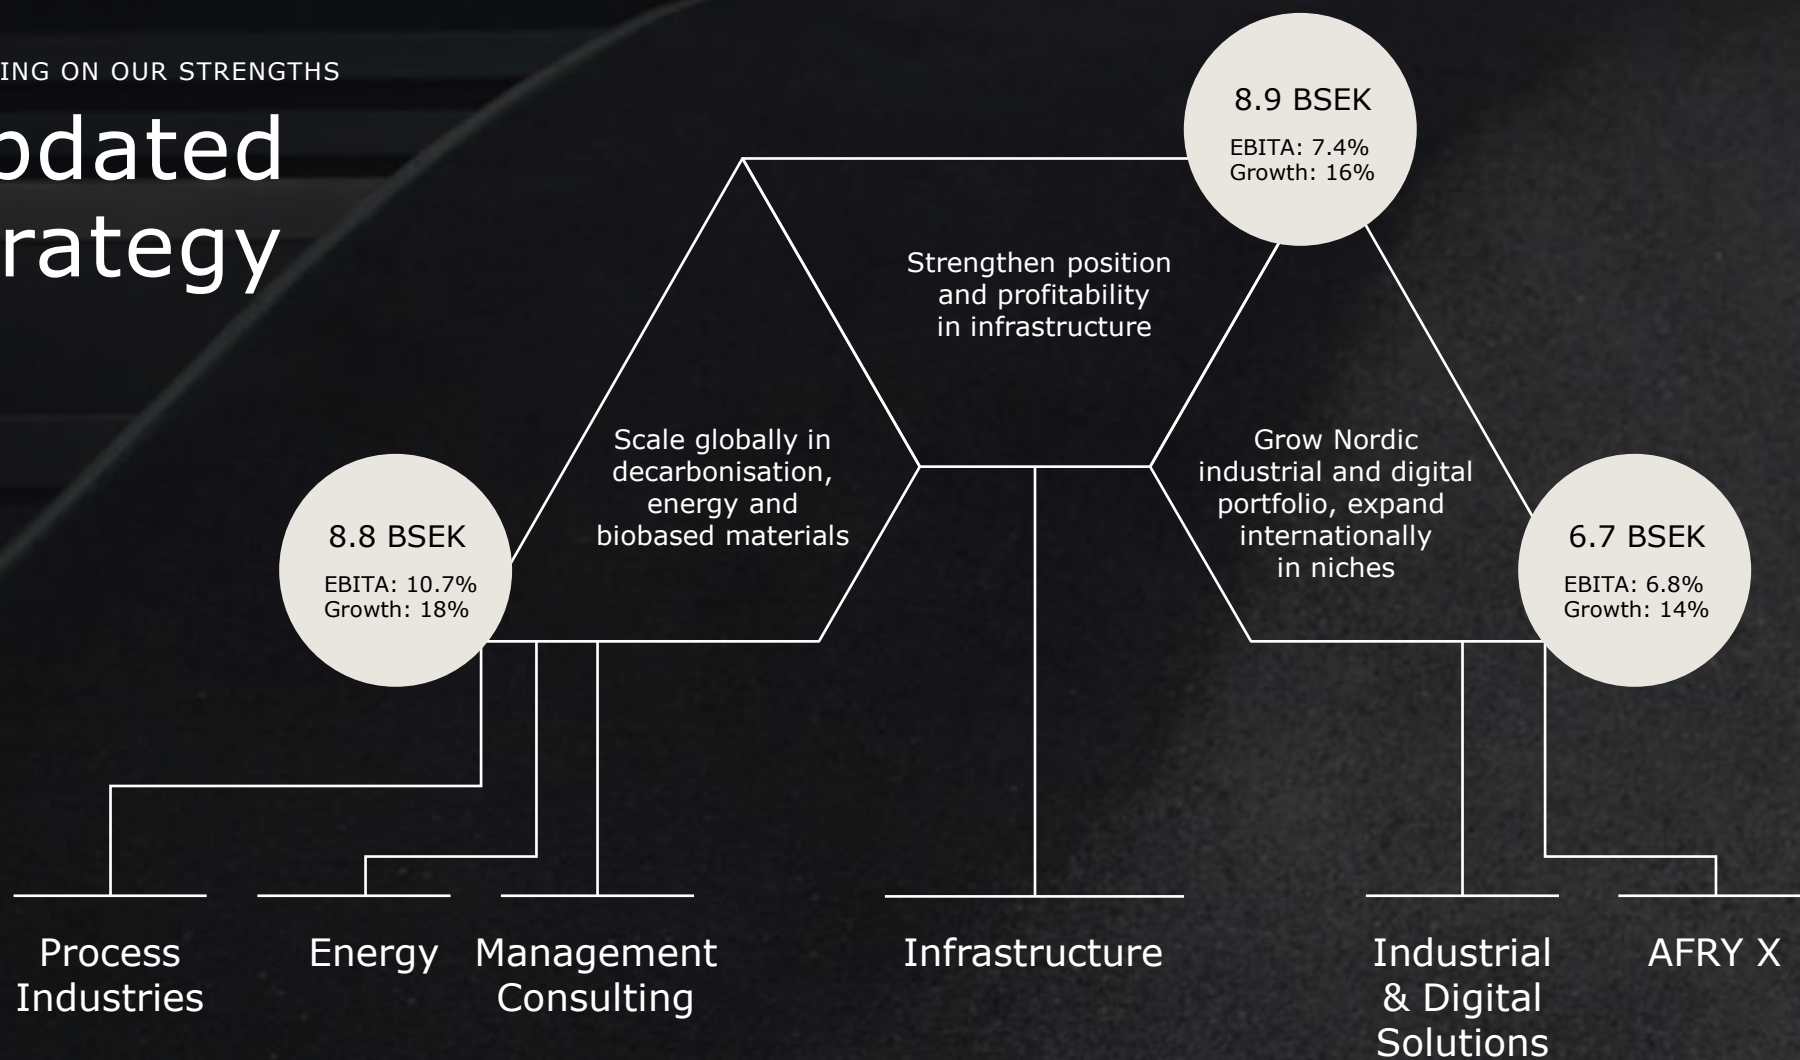 ING ON OUR STRENGTHS
pdated
rategy
8.9 BSEK
EBITA: 7.4%
Growth: 16%
Strengthen position
and profitability
in infrastructure
Scale globally in
decarbonisation,
energy and
biobased materials
Grow Nordic
industrial and digital
portfolio, expand
internationally
in niches
8.8 BSEK
EBITA: 10.7%
Growth: 18%
6.7 BSEK
EBITA: 6.8%
Growth: 14%
Process
Industries
Energy
Management
Consulting
Infrastructure
Industrial
& Digital
Solutions
AFRY X